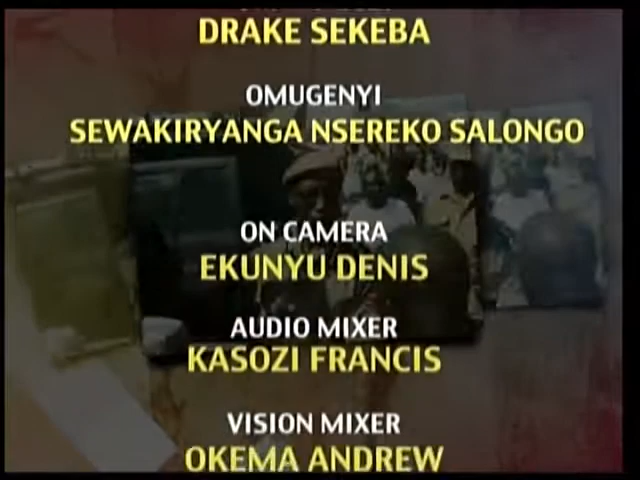 DRAKE SEKEBA
OMUGENYI
SEWAKIRYANGA NSEREKO SALONGO
ON CAMERA
EKUNYU DENIS
AUDIO MIXER
KASOZI FRANCIS
VISION MIXER
OKEMA ANDREW